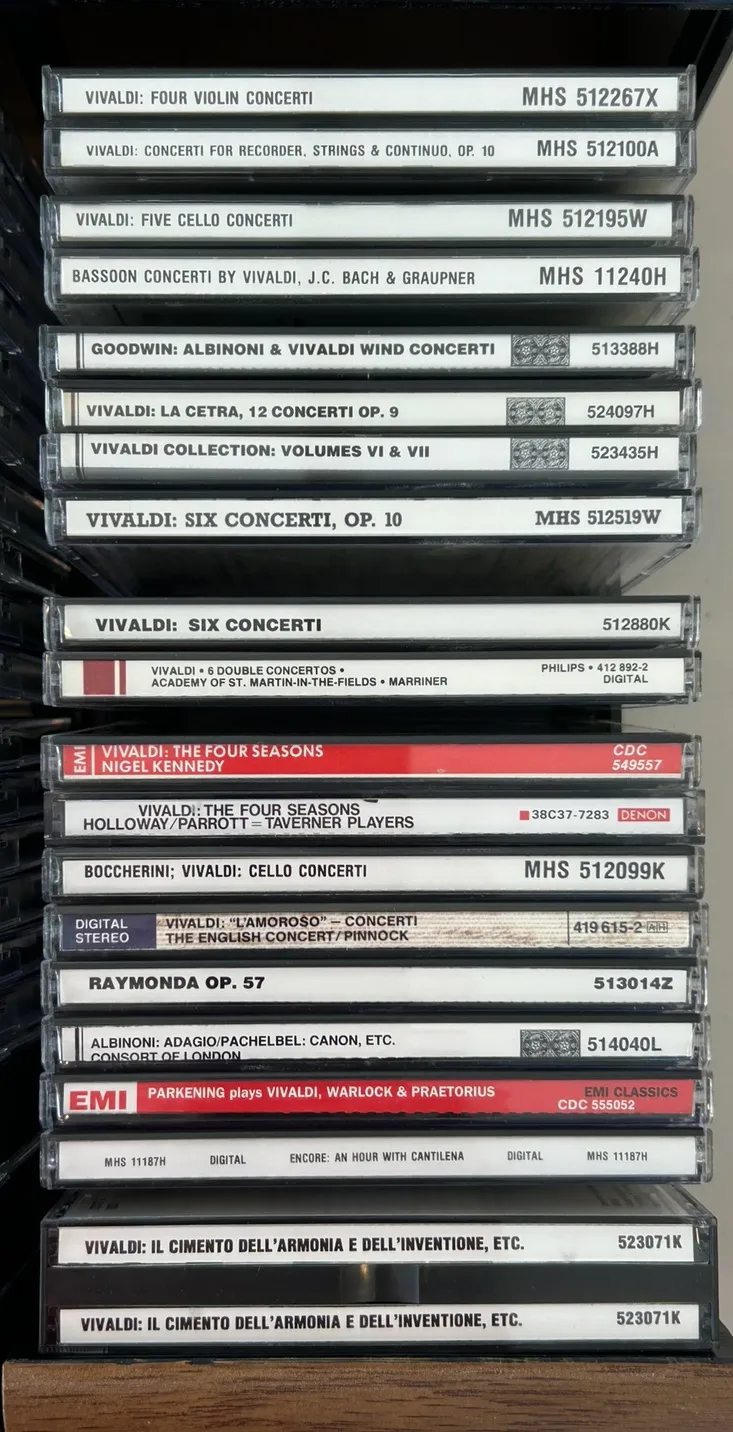 VIVALDI: FOUR VIOLIN CONCERTI MHS 512267X
VIVALDI: CONCERTI FOR RECORDER, STRINGS & CONTINUO, OP. 10 MHS 512100A
VIVALDI: FIVE CELLO CONCERTI MHS 512195W
BASSOON CONCERTI BY VIVALDI, J.C. BACH & GRAUPNER MHS 11240H
GOODWIN: ALBINONI & VIVALDI WIND CONCERTI 513388H
VIVALDI: LA CETRA, 12 CONCERTI OP. 9 524097H
VIVALDI COLLECTION: VOLUMES VI & VII 523435H
VIVALDI: SIX CONCERTI, OP. 10 MHS 512519W
VIVALDI: SIX CONCERTI 512880K
VIVALDI • 6 DOUBLE CONCERTOS • PHILIPS • 412 892-2
ACADEMY OF ST. MARTIN-IN-THE-FIELDS • MARRINER DIGITAL
EMI VIVALDI: THE FOUR SEASONS CDC
NIGEL KENNEDY 549557
VIVALDI: THE FOUR SEASONS
HOLLOWAY/PARROTT=TAVERNER PLAYERS 38C37-7283 DENON
BOCCHERINI; VIVALDI: CELLO CONCERTI MHS 512099K
DIGITAL VIVALDI: "L'AMOROSO" – CONCERTI
STEREO THE ENGLISH CONCERT/PINNOCK 419 615-2 AH
RAYMONDA OP. 57 513014Z
ALBINONI: ADAGIO/PACHELBEL: CANON, ETC. 514040L
CONSORT OF LONDON
EMI PARKENING plays VIVALDI, WARLOCK & PRAETORIUS EMI CLASSICS
CDC 555052
MHS 11187H DIGITAL ENCORE: AN HOUR WITH CANTILENA DIGITAL MHS 11187H
VIVALDI: IL CIMENTO DELL'ARMONIA E DELL'INVENTIONE, ETC. 523071K
VIVALDI: IL CIMENTO DELL'ARMONIA E DELL'INVENTIONE, ETC. 523071K